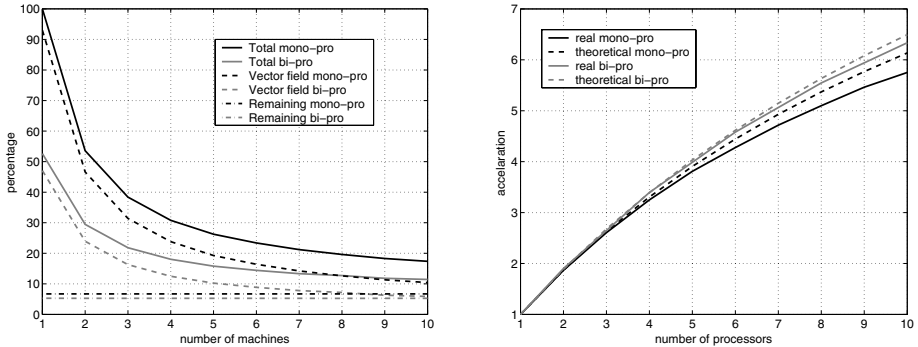 100
90
80
70
60
50
40
30
20
10
0
percentage
Total mono−pro
Total bi−pro
Vector field mono−pro
Vector field bi−pro
Remaining mono−pro
Remaining bi−pro
1 2 3 4 5 6 7 8 9 10
number of machines
7
6
5
4
3
2
1
accelaration
real mono−pro
theoretical mono−pro
real bi−pro
theoretical bi−pro
1 2 3 4 5 6 7 8 9 10
number of processors